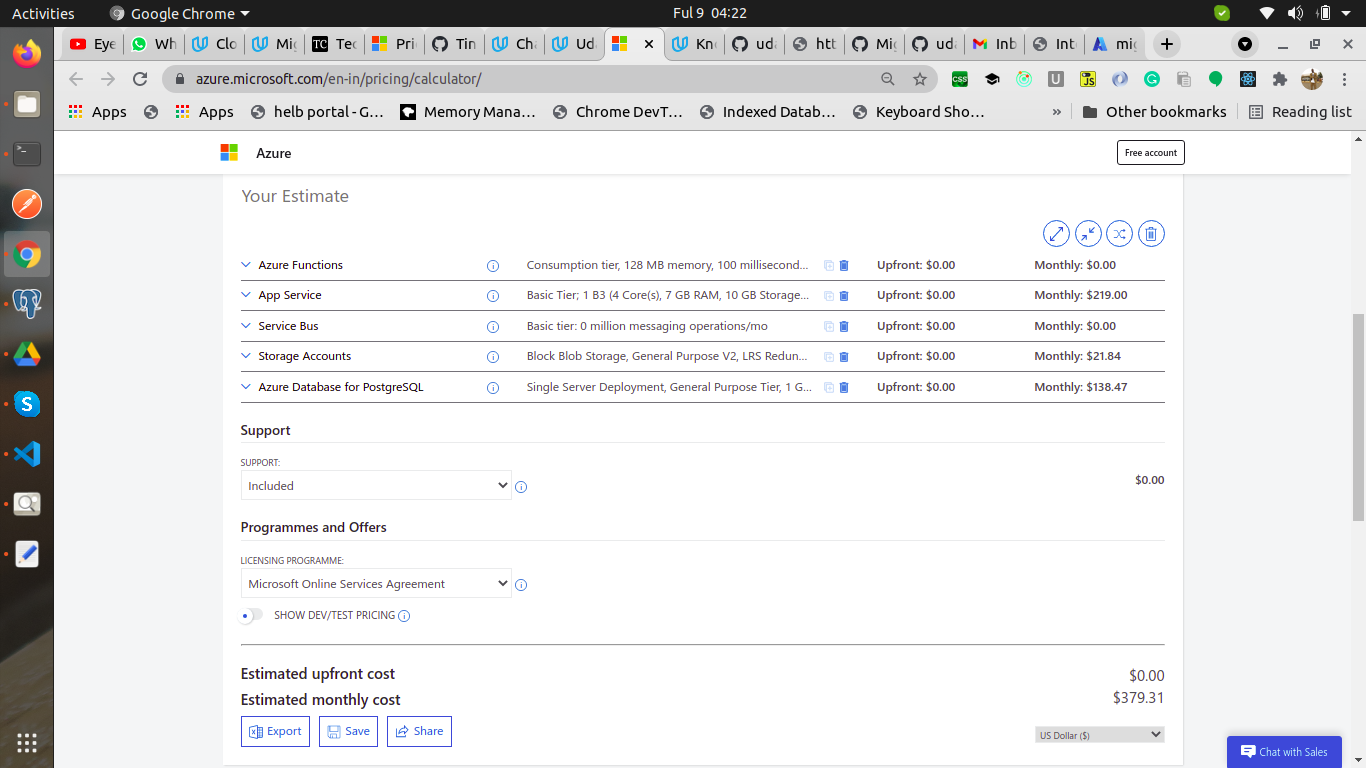 Activities Google Chrome Ful 9 04:22
Eye Wh Clo Mig TC Tec Pri Tin Cha Uda Kno uda htt Mig uda Inb Int mig
azure.microsoft.com/en-in/pricing/calculator/
Apps Apps helb portal - G... Memory Mana... Chrome DevT... Indexed Datab... Keyboard Sho... » Other bookmarks Reading list
Azure Free account
Your Estimate
Azure Functions Consumption tier, 128 MB memory, 100 millisecond... Upfront: $0.00 Monthly: $0.00
App Service Basic Tier; 1 B3 (4 Core(s), 7 GB RAM, 10 GB Storage... Upfront: $0.00 Monthly: $219.00
Service Bus Basic tier: 0 million messaging operations/mo Upfront: $0.00 Monthly: $0.00
Storage Accounts Block Blob Storage, General Purpose V2, LRS Redun... Upfront: $0.00 Monthly: $21.84
Azure Database for PostgreSQL Single Server Deployment, General Purpose Tier, 1 G... Upfront: $0.00 Monthly: $138.47
Support
SUPPORT:
Included $0.00
Programmes and Offers
LICENSING PROGRAMME:
Microsoft Online Services Agreement
SHOW DEV/TEST PRICING
Estimated upfront cost $0.00
Estimated monthly cost $379.31
Export Save Share
US Dollar ($)
Chat with Sales